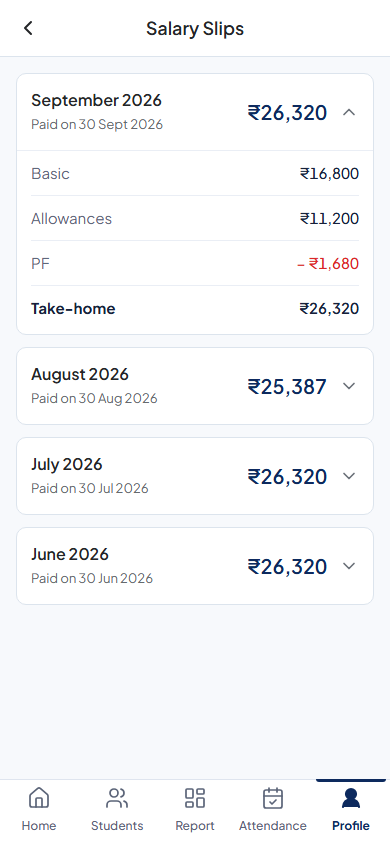 Salary Slips
September 2026
Paid on 30 Sept 2026
₹26,320
Basic
₹16,800
Allowances
₹11,200
PF
– ₹1,680
Take-home
₹26,320
August 2026
Paid on 30 Aug 2026
₹25,387
July 2026
Paid on 30 Jul 2026
₹26,320
June 2026
Paid on 30 Jun 2026
₹26,320
Home
Students
Report
Attendance
Profile